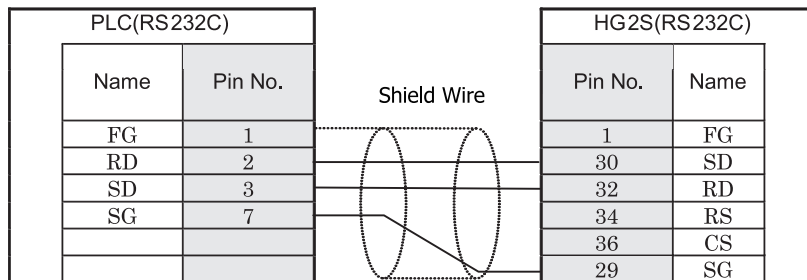 PLC(RS232C) HG2S(RS232C)
Name Pin No. Shield Wire Pin No. Name
FG 1 1 FG
RD 2 30 SD
SD 3 32 RD
SG 7 34 RS
36 CS
29 SG